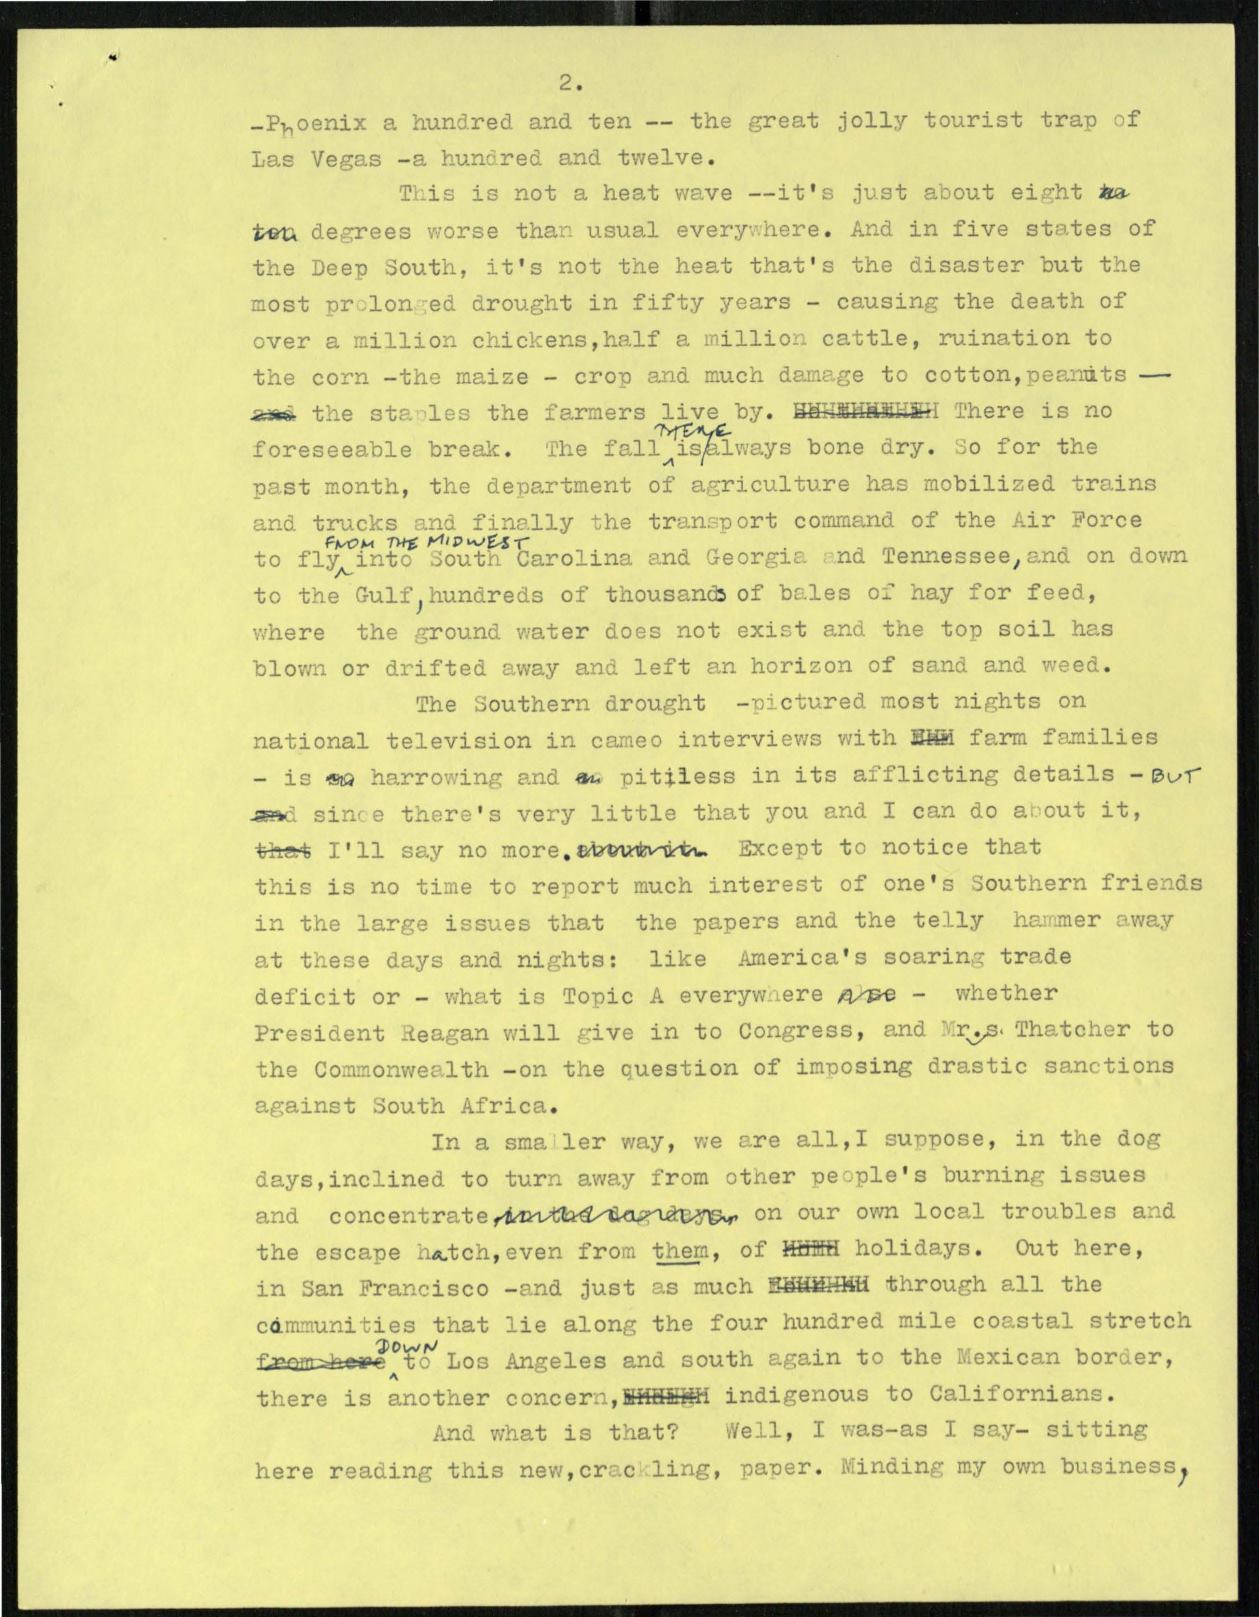 2.
-Phoenix a hundred and ten -- the great jolly tourist trap of
Las Vegas -a hundred and twelve.
This is not a heat wave --it's just about eight
ten degrees worse than usual everywhere. And in five states of
the Deep South, it's not the heat that's the disaster but the
most prolonged drought in fifty years - causing the death of
over a million chickens,half a million cattle, ruination to
the corn -the maize - crop and much damage to cotton,peanuts —
and the staples the farmers live by. There is no
THERE
foreseeable break. The fall is/always bone dry. So for the
past month, the department of agriculture has mobilized trains
and trucks and finally the transport command of the Air Force
FROM THE MIDWEST
to fly into South Carolina and Georgia and Tennessee,and on down
to the Gulf,hundreds of thousands of bales of hay for feed,
where the ground water does not exist and the top soil has
blown or drifted away and left an horizon of sand and weed.
The Southern drought -pictured most nights on
national television in cameo interviews with farm families
- is harrowing and pitiless in its afflicting details - BUT
and since there's very little that you and I can do about it,
that I'll say no more. about it. Except to notice that
this is no time to report much interest of one's Southern friends
in the large issues that the papers and the telly hammer away
at these days and nights: like America's soaring trade
deficit or - what is Topic A everywhere else - whether
President Reagan will give in to Congress, and Mrs. Thatcher to
the Commonwealth -on the question of imposing drastic sanctions
against South Africa.
In a smaller way, we are all,I suppose, in the dog
days,inclined to turn away from other people's burning issues
and concentrate,in the dog days, on our own local troubles and
the escape hatch,even from them, of holidays. Out here,
in San Francisco -and just as much through all the
communities that lie along the four hundred mile coastal stretch
DOWN
from here to Los Angeles and south again to the Mexican border,
there is another concern, indigenous to Californians.
And what is that? Well, I was-as I say- sitting
here reading this new,crackling, paper. Minding my own business,